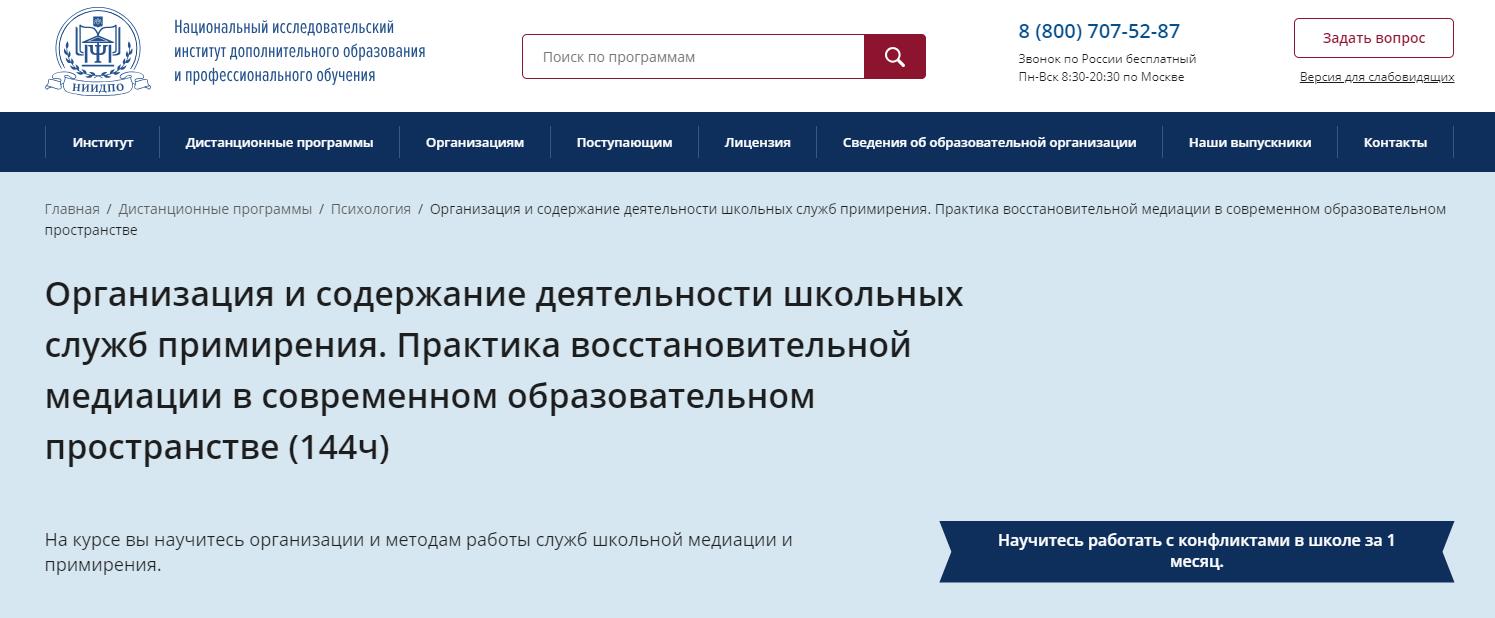 НИИДПО
Национальный исследовательский
институт дополнительного образования
и профессионального обучения
Поиск по программам
8 (800) 707-52-87
Звонок по России бесплатный
Пн-Вск 8:30-20:30 по Москве
Задать вопрос
Версия для слабовидящих
Институт
Дистанционные программы
Организациям
Поступающим
Лицензия
Сведения об образовательной организации
Наши выпускники
Контакты
Главная / Дистанционные программы / Психология / Организация и содержание деятельности школьных служб примирения. Практика восстановительной медиации в современном образовательном
пространстве
Организация и содержание деятельности школьных
служб примирения. Практика восстановительной
медиации в современном образовательном
пространстве (144ч)
На курсе вы научитесь организации и методам работы служб школьной медиации и
примирения.
Научитесь работать с конфликтами в школе за 1
месяц.